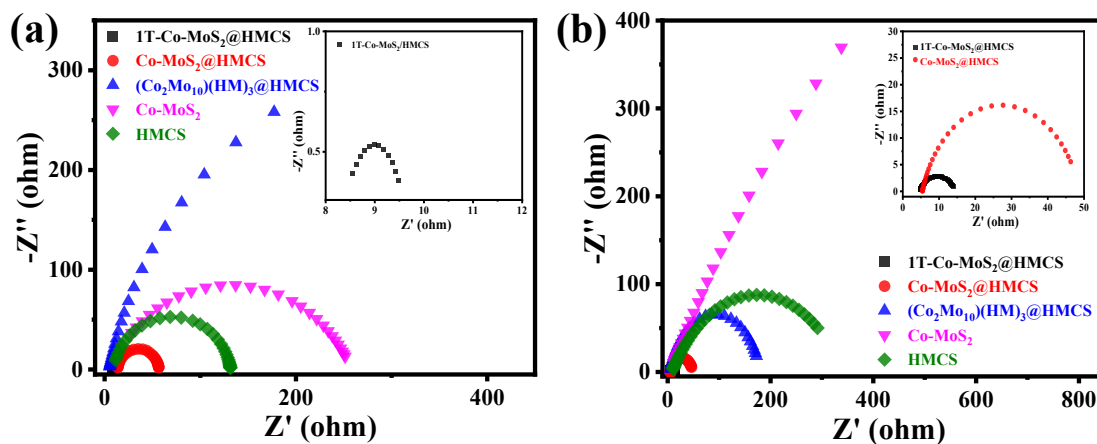 (a)
1T-Co-MoS₂@HMCS
Co-MoS₂@HMCS
(Co₂Mo₁₀)(HM)₃@HMCS
Co-MoS₂
HMCS
-Z'' (ohm)
300
200
100
0
0 200 400
Z' (ohm)
1T-Co-MoS₂/HMCS
-Z'' (ohm)
1.0
0.5
8 9 10 11 12
Z' (ohm)
(b)
-Z'' (ohm)
400
350
300
250
200
150
100
50
0
0 200 400 600 800
Z' (ohm)
1T-Co-MoS₂@HMCS
Co-MoS₂@HMCS
-Z'' (ohm)
30
25
20
15
10
5
0
0 10 20 30 40 50
Z' (ohm)
1T-Co-MoS₂@HMCS
Co-MoS₂@HMCS
(Co₂Mo₁₀)(HM)₃@HMCS
Co-MoS₂
HMCS